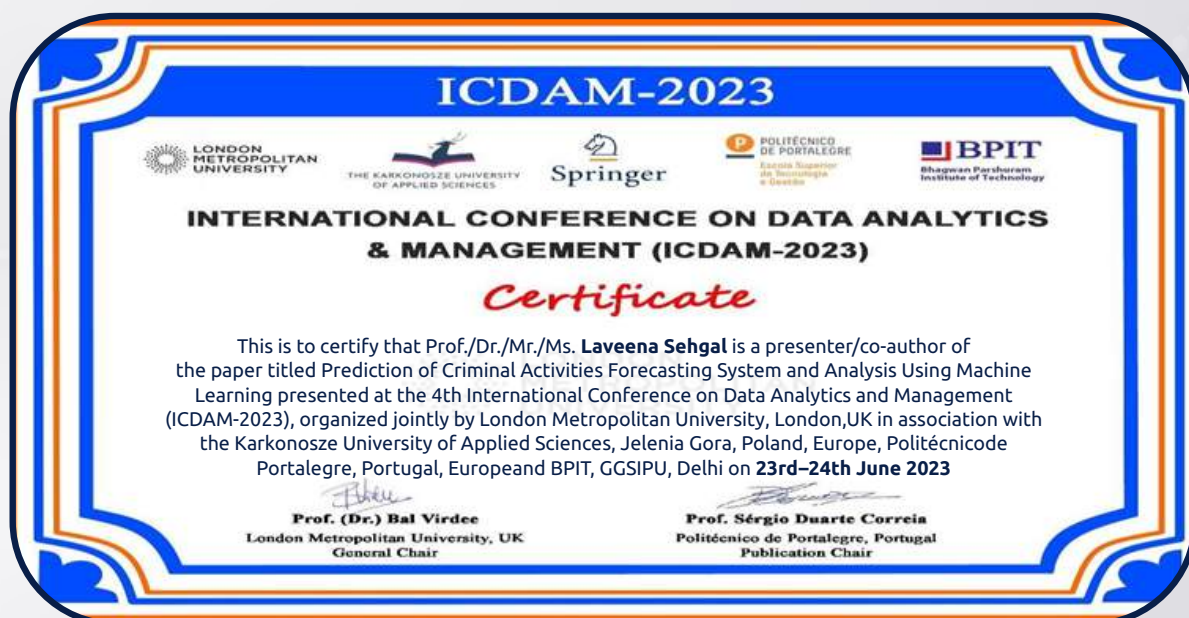 ICDAM-2023
LONDON
METROPOLITAN
UNIVERSITY
THE KARKONOSZE UNIVERSITY
OF APPLIED SCIENCES
Springer
POLITÉCNICO
DE PORTALEGRE
Escola Superior
de Tecnologia
e Gestão
BPIT
Bhagwan Parshuram
Institute of Technology
INTERNATIONAL CONFERENCE ON DATA ANALYTICS
& MANAGEMENT (ICDAM-2023)
Certificate
This is to certify that Prof./Dr./Mr./Ms. Laveena Sehgal is a presenter/co-author of
the paper titled Prediction of Criminal Activities Forecasting System and Analysis Using Machine
Learning presented at the 4th International Conference on Data Analytics and Management
(ICDAM-2023), organized jointly by London Metropolitan University, London,UK in association with
the Karkonosze University of Applied Sciences, Jelenia Gora, Poland, Europe, Politécnicode
Portalegre, Portugal, Europeand BPIT, GGSIPU, Delhi on 23rd–24th June 2023
Prof. (Dr.) Bal Virdee
London Metropolitan University, UK
General Chair
Prof. Sérgio Duarte Correia
Politécnico de Portalegre, Portugal
Publication Chair